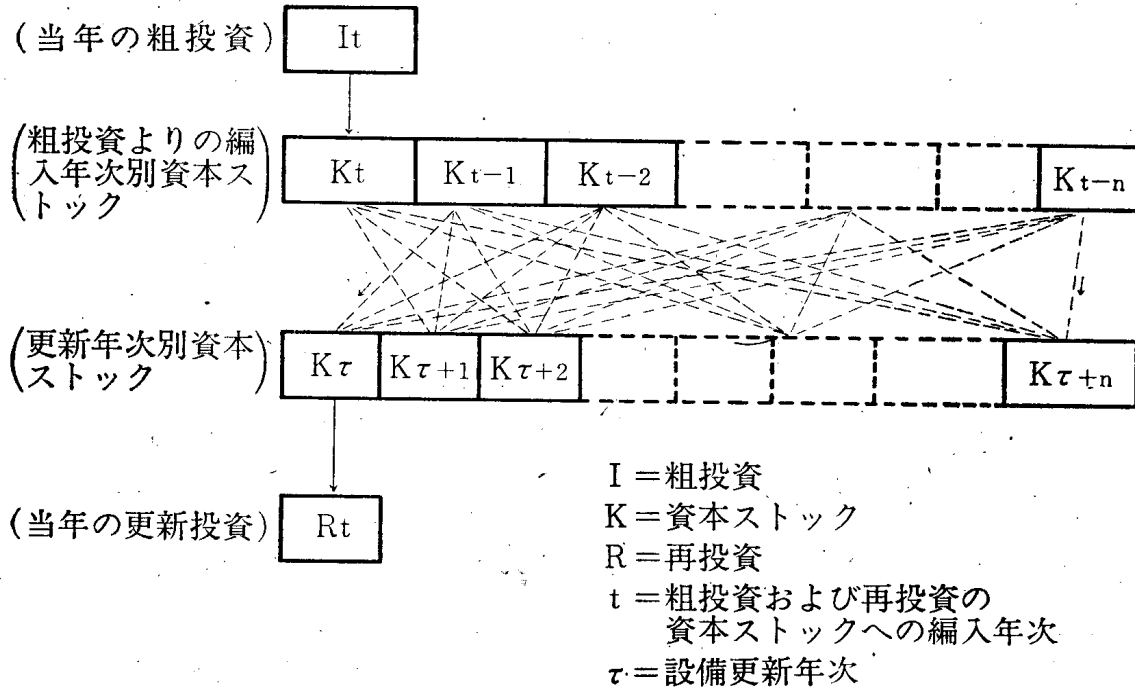 (当年の粗投資) It
(粗投資よりの編
入年次別資本ス
トック)
Kt Kt-1 Kt-2 Kt-n
(更新年次別資本
ストック)
Kτ Kτ+1 Kτ+2 Kτ+n
(当年の更新投資) Rt
I=粗投資
K=資本ストック
R=再投資
t=粗投資および再投資の
資本ストックへの編入年次
τ=設備更新年次